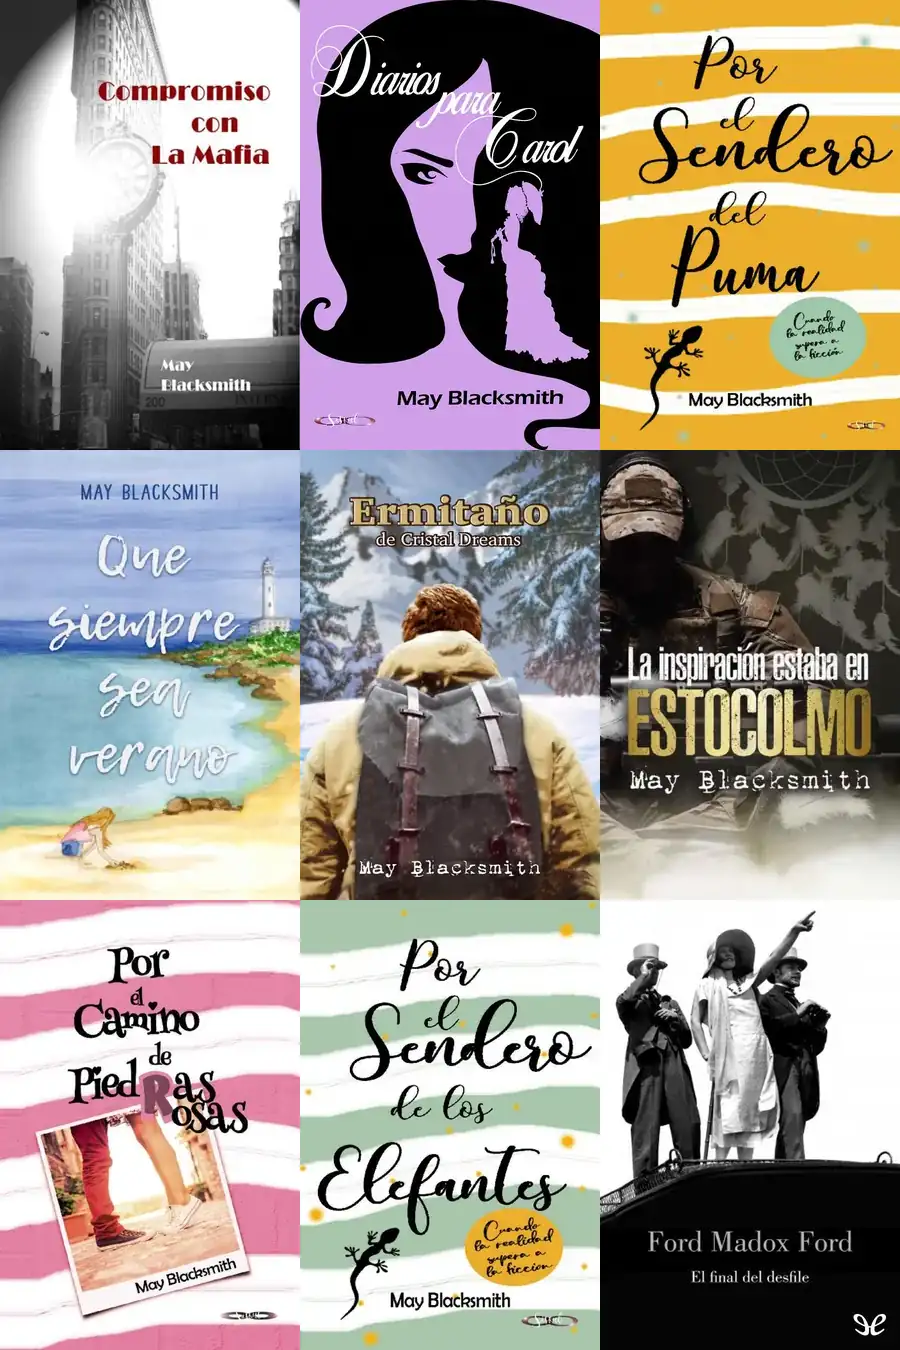 Compromiso
con
La Mafia
May
Blacksmith
200
Diarios
para
Carol
May Blacksmith
Por
el
Sendero
del
Puma
Cuando
la realidad
supera a
la ficción
May Blacksmith
MAY BLACKSMITH
Que
siempre
sea
verano
Ermitaño
de Cristal Dreams
May Blacksmith
La inspiración estaba en
ESTOCOLMO
May Blacksmith
Por
el
Camino
de
PiedRas
Rosas
May Blacksmith
Por
el
Sendero
de los
Elefantes
Cuando
la realidad
supera a
la ficción
May Blacksmith
Ford Madox Ford
El final del desfile